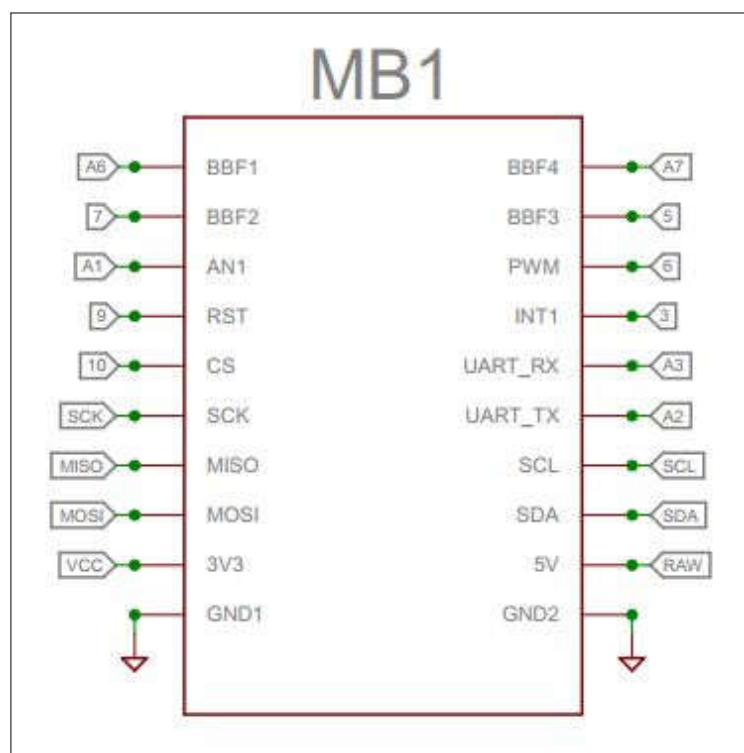 MB1
A6 BBF1 BBF4 A7
7 BBF2 BBF3 5
A1 AN1 PWM 6
9 RST INT1 3
10 CS UART_RX A3
SCK SCK UART_TX A2
MISO MISO SCL SCL
MOSI MOSI SDA SDA
VCC 3V3 5V RAW
GND1 GND2